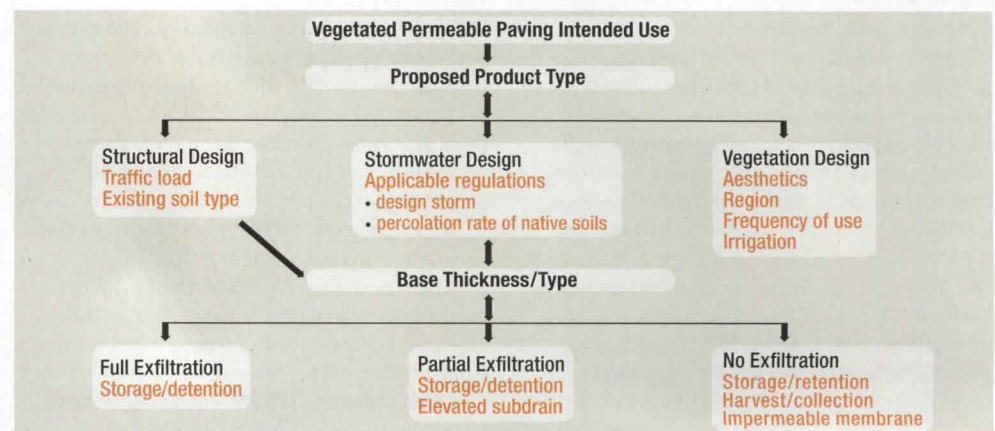 Vegetated Permeable Paving Intended Use
Proposed Product Type
Structural Design
Traffic load
Existing soil type
Stormwater Design
Applicable regulations
• design storm
• percolation rate of native soils
Vegetation Design
Aesthetics
Region
Frequency of use
Irrigation
Base Thickness/Type
Full Exfiltration
Storage/detention
Partial Exfiltration
Storage/detention
Elevated subdrain
No Exfiltration
Storage/retention
Harvest/collection
Impermeable membrane